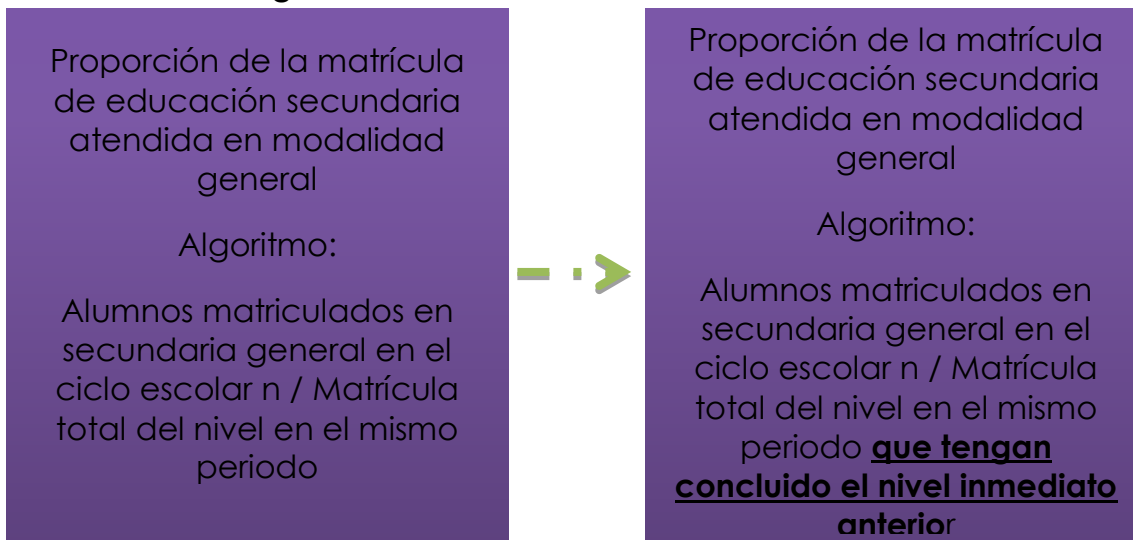 Proporción de la matrícula
de educación secundaria
atendida en modalidad
general
Algoritmo:
Alumnos matriculados en
secundaria general en el
ciclo escolar n / Matrícula
total del nivel en el mismo
periodo
Proporción de la matrícula
de educación secundaria
atendida en modalidad
general
Algoritmo:
Alumnos matriculados en
secundaria general en el
ciclo escolar n / Matrícula
total del nivel en el mismo
periodo que tengan
concluido el nivel inmediato
anterior